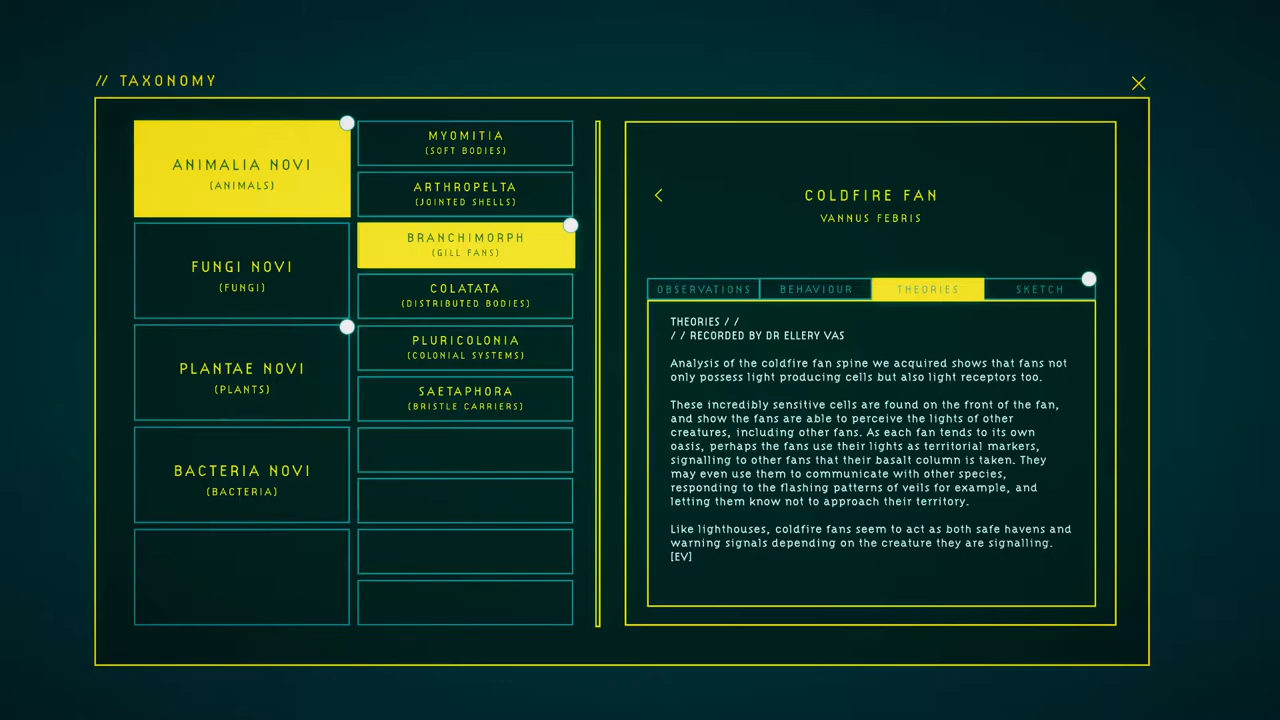 // TAXONOMY
ANIMALIA NOVI
(ANIMALS)
FUNGI NOVI
(FUNGI)
PLANTAE NOVI
(PLANTS)
BACTERIA NOVI
(BACTERIA)
MYOMITIA
(SOFT BODIES)
ARTHROPELTA
(JOINTED SHELLS)
BRANCHIMORPH
(GILL FANS)
COLATATA
(DISTRIBUTED BODIES)
PLURICOLONIA
(COLONIAL SYSTEMS)
SAETAPHORA
(BRISTLE CARRIERS)
COLDFIRE FAN
VANNUS FEBRIS
OBSERVATIONS
BEHAVIOUR
THEORIES
SKETCH
THEORIES / /
/ / RECORDED BY DR ELLERY VAS
Analysis of the coldfire fan spine we acquired shows that fans not
only possess light producing cells but also light receptors too.
These incredibly sensitive cells are found on the front of the fan,
and show the fans are able to perceive the lights of other
creatures, including other fans. As each fan tends to its own
oasis, perhaps the fans use their lights as territorial markers,
signalling to other fans that their basalt column is taken. They
may even use them to communicate with other species,
responding to the flashing patterns of veils for example, and
letting them know not to approach their territory.
Like lighthouses, coldfire fans seem to act as both safe havens and
warning signals depending on the creature they are signalling.
[EV]